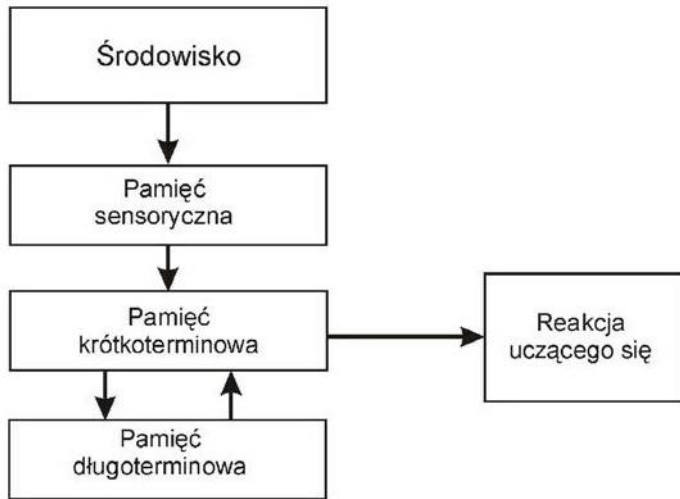 Środowisko
Pamięć
sensoryczna
Pamięć
krótkoterminowa
Reakcja
uczącego się
Pamięć
długoterminowa